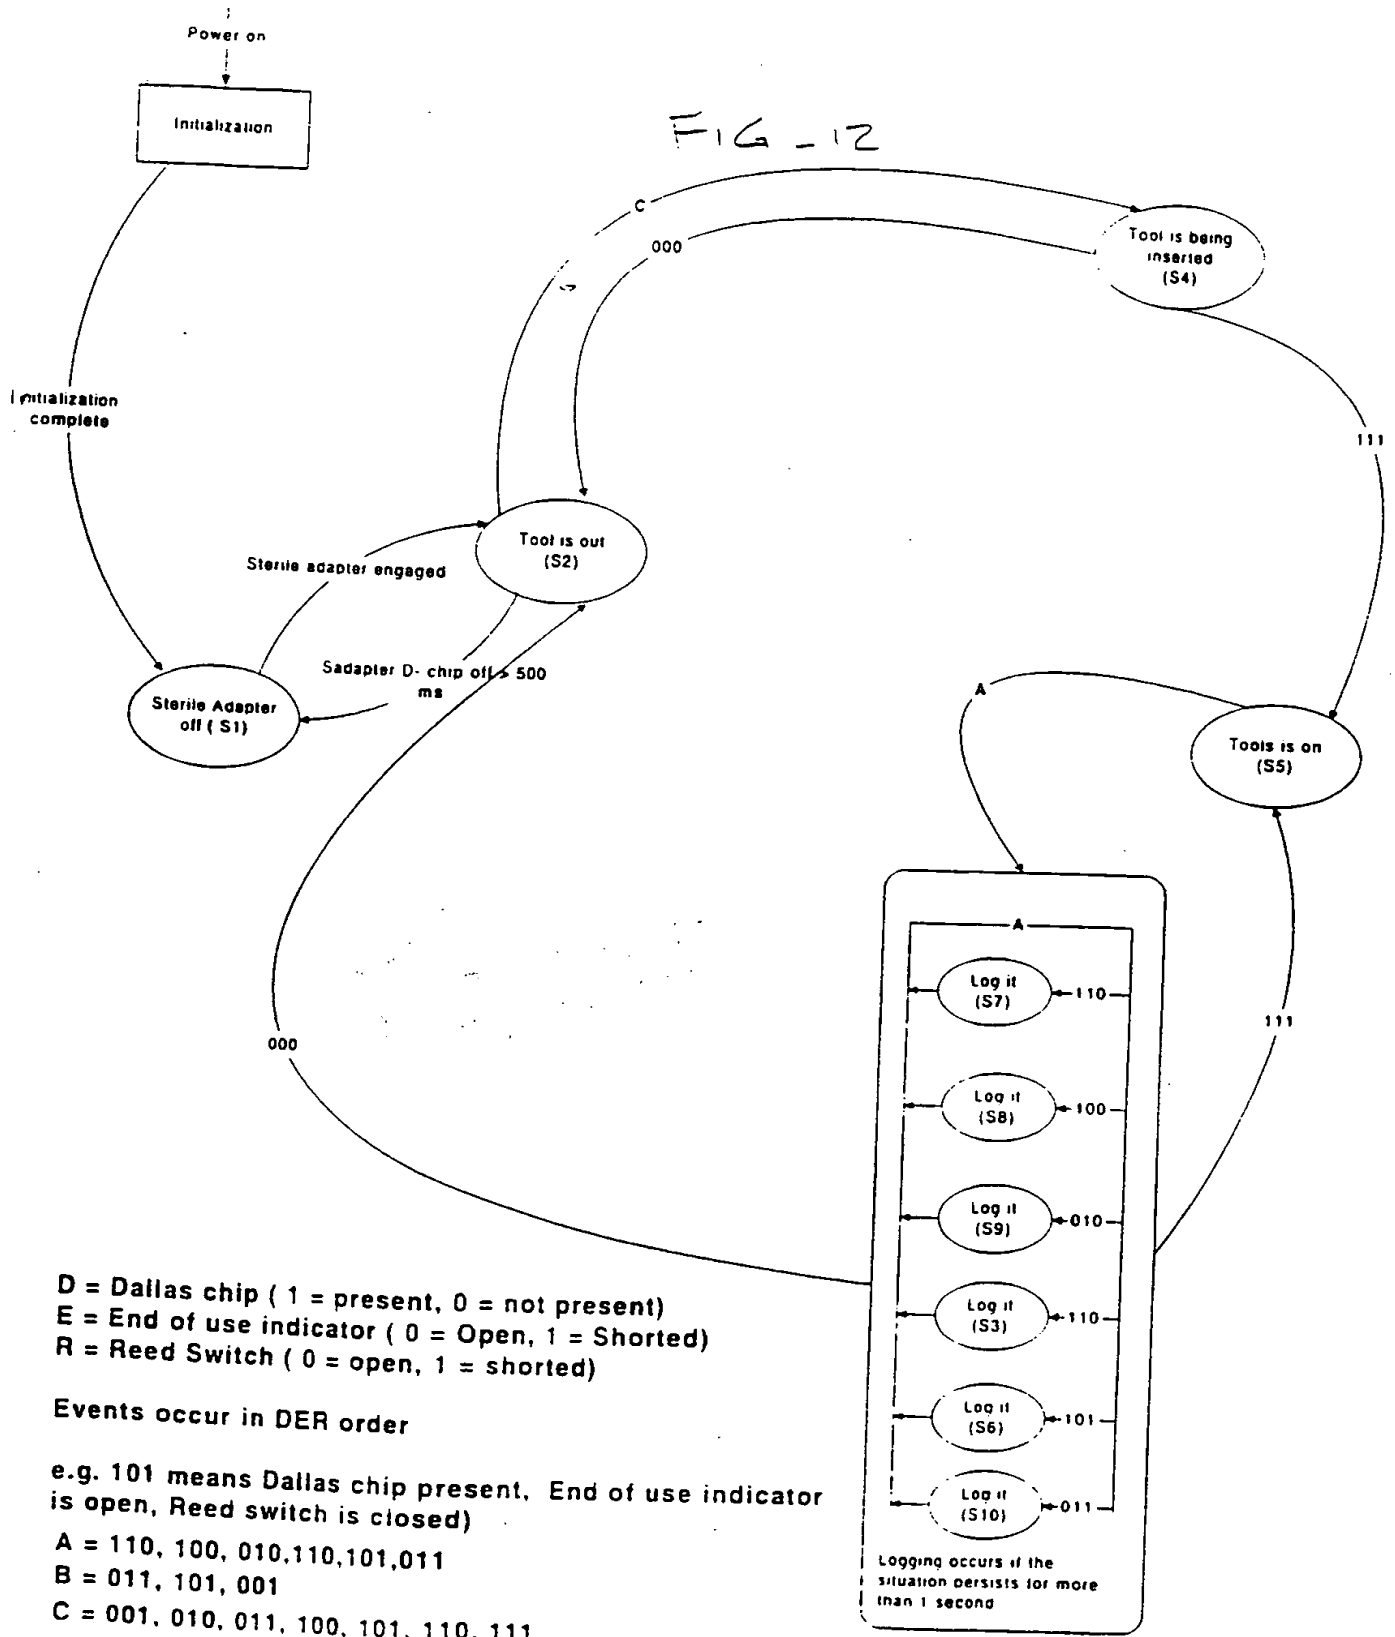 Power on
Initialization
FIG_12
C
000
Tool is being
inserted
(S4)
Initialization
complete
111
Tool is out
(S2)
Sterile adapter engaged
Sadapter D- chip off > 500
ms
Sterile Adapter
off ( S1)
A
Tools is on
(S5)
A
Log it
(S7)
110
Log it
(S8)
100
Log it
(S9)
010
Log it
(S3)
110
Log it
(S6)
101
Log it
(S10)
011
Logging occurs if the
situation persists for more
than 1 second
111
000
D = Dallas chip ( 1 = present, 0 = not present)
E = End of use indicator ( 0 = Open, 1 = Shorted)
R = Reed Switch ( 0 = open, 1 = shorted)
Events occur in DER order
e.g. 101 means Dallas chip present, End of use indicator
is open, Reed switch is closed)
A = 110, 100, 010,110,101,011
B = 011, 101, 001
C = 001, 010, 011, 100, 101, 110, 111